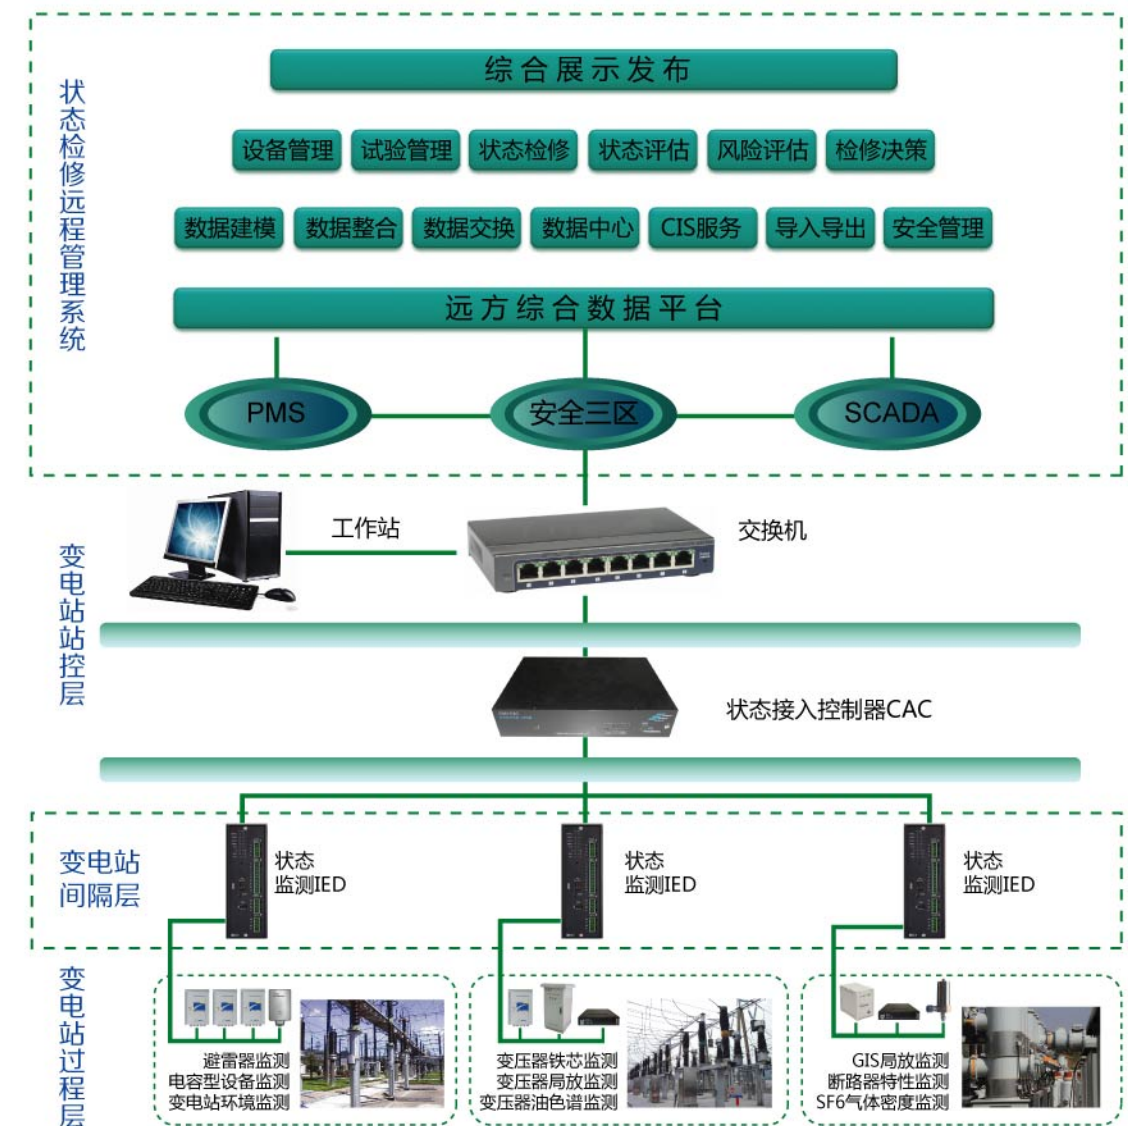 状态检修远程管理系统
综合展示发布
设备管理
试验管理
状态检修
状态评估
风险评估
检修决策
数据建模
数据整合
数据交换
数据中心
CIS服务
导入导出
安全管理
远方综合数据平台
PMS
安全三区
SCADA
变电站站控层
工作站
交换机
状态接入控制器CAC
变电站
间隔层
状态
监测IED
状态
监测IED
状态
监测IED
变电站过程层
避雷器监测
电容型设备监测
变电站环境监测
变压器铁芯监测
变压器局放监测
变压器油色谱监测
GIS局放监测
断路器特性监测
SF6气体密度监测